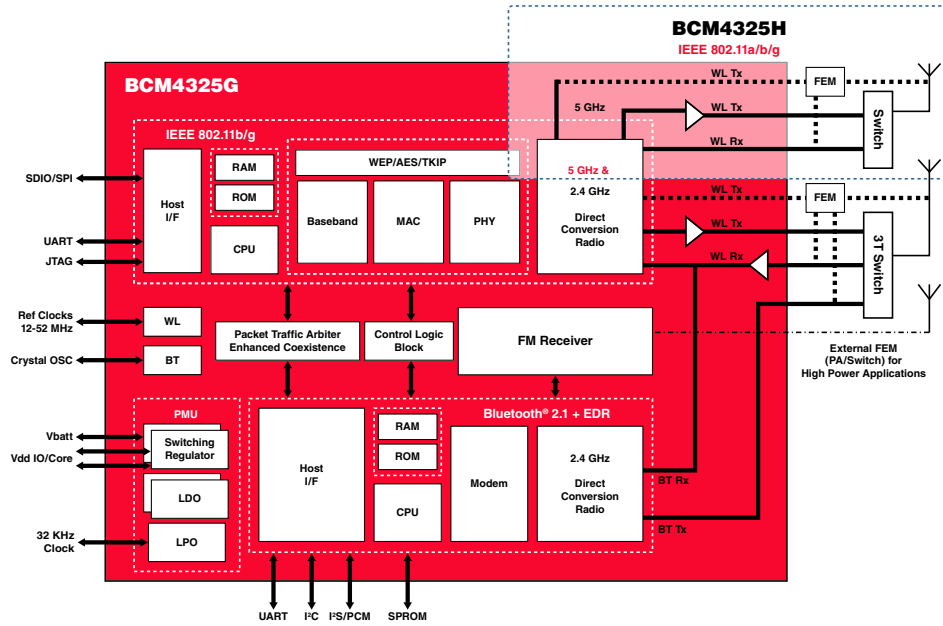 BCM4325H
IEEE 802.11a/b/g
BCM4325G
WL Tx
FEM
5 GHz
WL Tx
Switch
IEEE 802.11b/g
WL Rx
WEP/AES/TKIP
RAM
ROM
Host
I/F
CPU
Baseband
MAC
PHY
5 GHz &
2.4 GHz
Direct
Conversion
Radio
WL Tx
FEM
WL Tx
WL Rx
3T Switch
SDIO/SPI
UART
JTAG
Ref Clocks
12-52 MHz
WL
Crystal OSC
BT
Packet Traffic Arbiter
Enhanced Coexistence
Control Logic
Block
FM Receiver
External FEM
(PA/Switch) for
High Power Applications
PMU
Bluetooth® 2.1 + EDR
Vbatt
Vdd IO/Core
Switching
Regulator
LDO
32 KHz
Clock
LPO
Host
I/F
RAM
ROM
CPU
Modem
2.4 GHz
Direct
Conversion
Radio
BT Rx
BT Tx
UART
I²C
I²S/PCM
SPROM